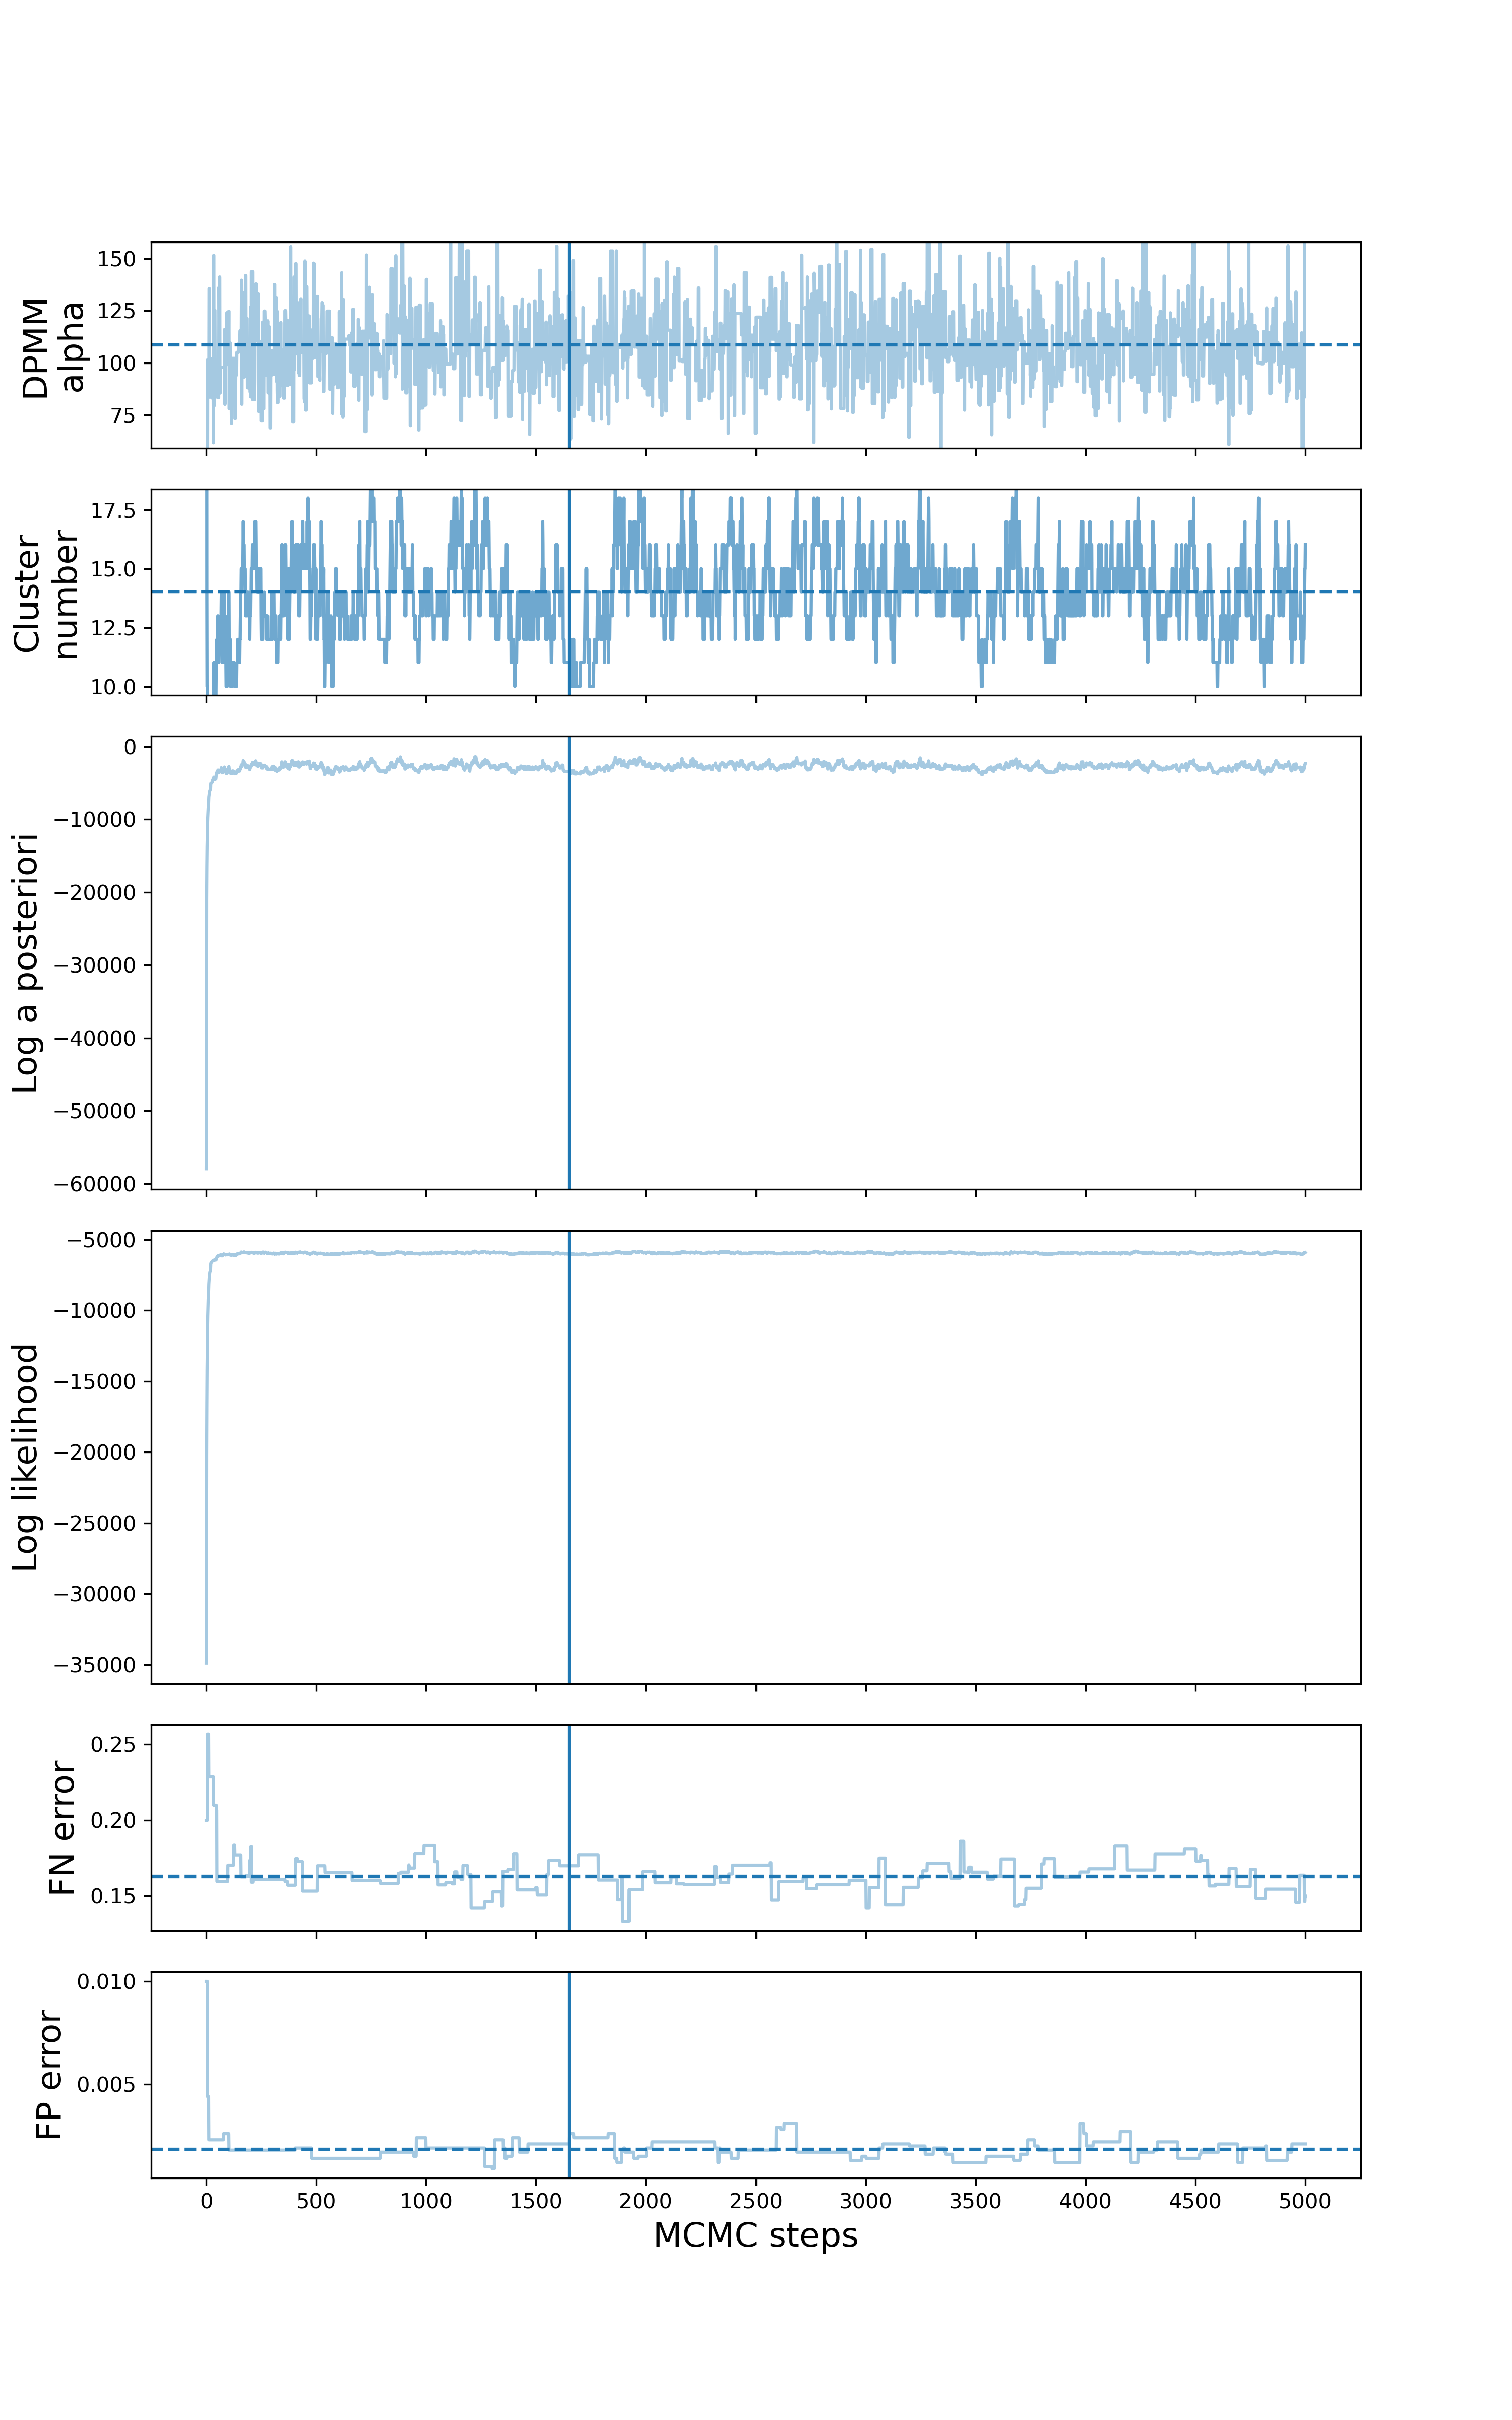 DPMM
alpha
150
125
100
75
Cluster
number
17.5
15.0
12.5
10.0
Log a posteriori
0
−10000
−20000
−30000
−40000
−50000
−60000
Log likelihood
−5000
−10000
−15000
−20000
−25000
−30000
−35000
FN error
0.25
0.20
0.15
FP error
0.010
0.005
0 500 1000 1500 2000 2500 3000 3500 4000 4500 5000
MCMC steps